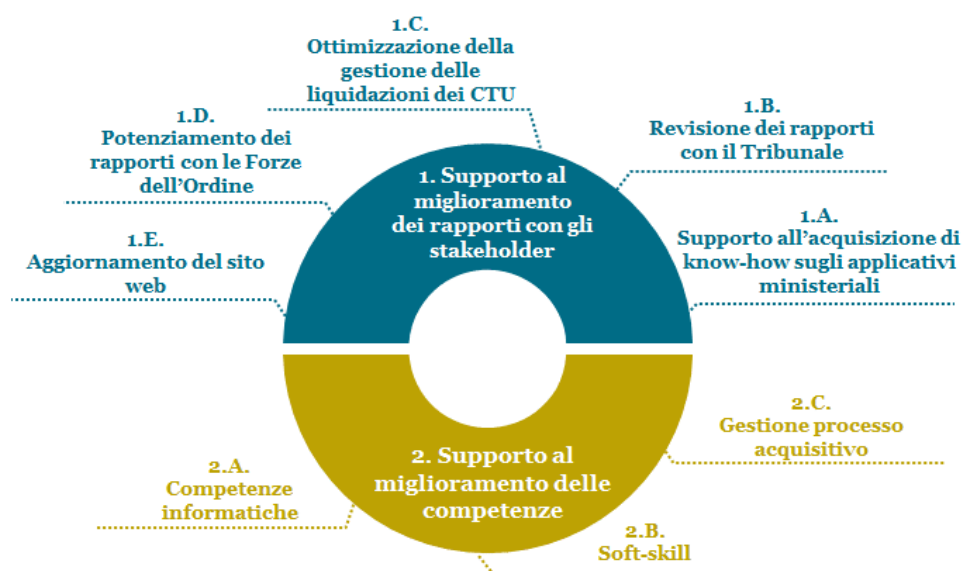 1.C.
Ottimizzazione della
gestione delle
liquidazioni dei CTU
1.D.
Potenziamento dei
rapporti con le Forze
dell'Ordine
1.B.
Revisione dei rapporti
con il Tribunale
1. Supporto al
miglioramento
dei rapporti con gli
stakeholder
1.E.
Aggiornamento del sito
web
1.A.
Supporto all'acquisizione di
know-how sugli applicativi
ministeriali
2.C.
Gestione processo
acquisitivo
2. Supporto al
miglioramento delle
competenze
2.A.
Competenze
informatiche
2.B.
Soft-skill